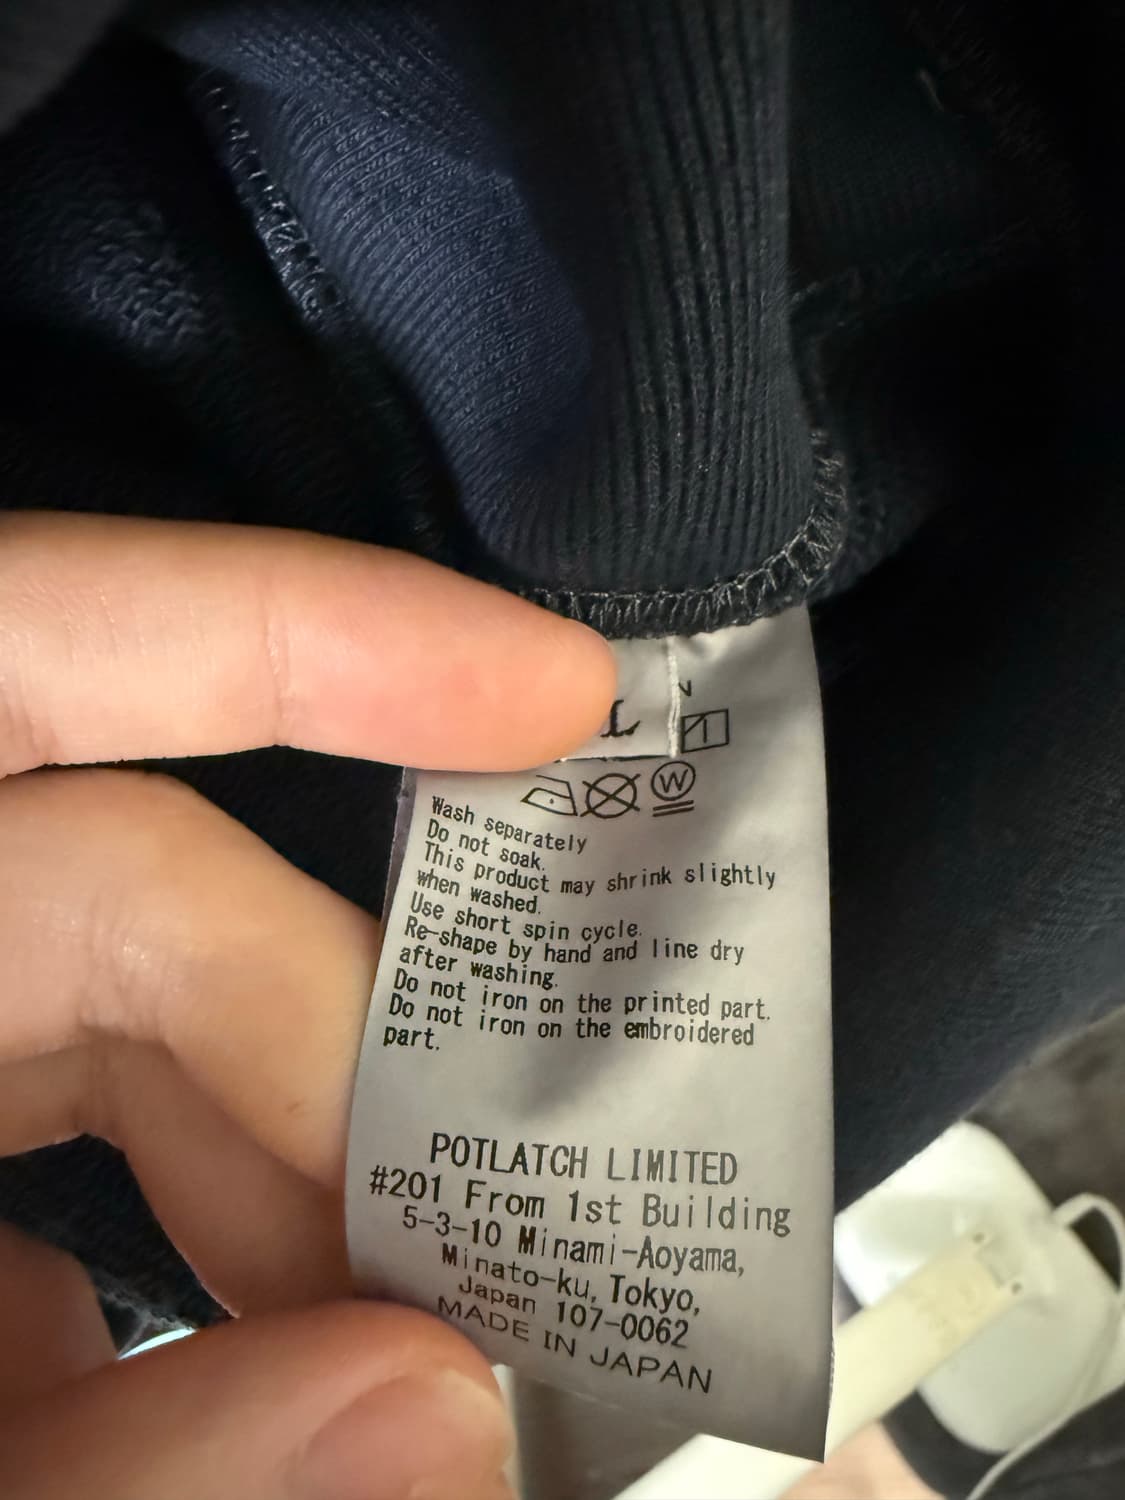 L
Wash separately
Do not soak.
This product may shrink slightly
when washed.
Use short spin cycle.
Re-shape by hand and line dry
after washing.
Do not iron on the printed part.
Do not iron on the embroidered
part.
POTLATCH LIMITED
#201 From 1st Building
5-3-10 Minami-Aoyama,
Minato-ku, Tokyo,
Japan 107-0062
MADE IN JAPAN